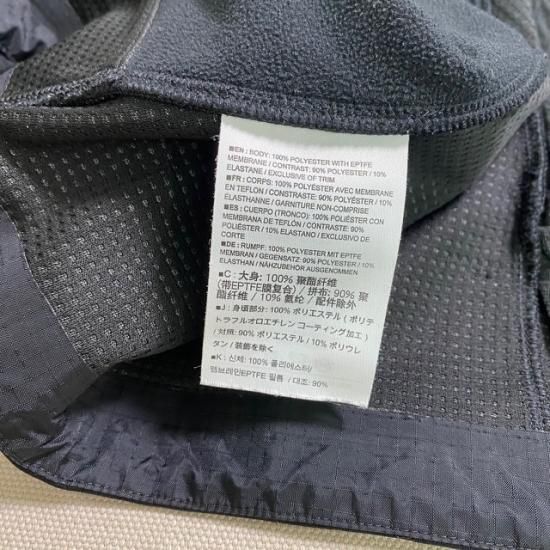 ■EN: BODY: 100% POLYESTER WITH EPTFE
MEMBRANE / CONTRAST: 90% POLYESTER / 10%
ELASTANE / EXCLUSIVE OF TRIM
■FR: CORPS: 100% POLYESTER AVEC MEMBRANE
EN TEFLON / CONTRASTE: 90% POLYESTER / 10%
ELASTHANNE / GARNITURE NON-COMPRISE
■ES: CUERPO (TRONCO): 100% POLIÉSTER CON
MEMBRANA DE TEFLÓN / CONTRASTE: 90%
POLIÉSTER / 10% ELASTANO / EXCLUSIVO DE
CORTE
■DE: RUMPF: 100% POLYESTER MIT EPTFE
MEMBRAN / GEGENSATZ: 90% POLYESTER / 10%
ELASTHAN / NÄHZUBEHÖR AUSGENOMMEN
■C: 大身: 100% 聚酯纤维
(带EPTFE膜复合) / 拼布: 90% 聚
酯纤维 / 10% 氨纶 / 配件除外
■J: 身頃部分: 100% ポリエステル (ポリテ
トラフルオロエチレン コーティング加工)
/ 対照: 90% ポリエステル / 10% ポリウレ
タン / 装飾を除く
■K: 신체: 100% 폴리에스터/
멤브레인EPTFE 필름 / 대조: 90%